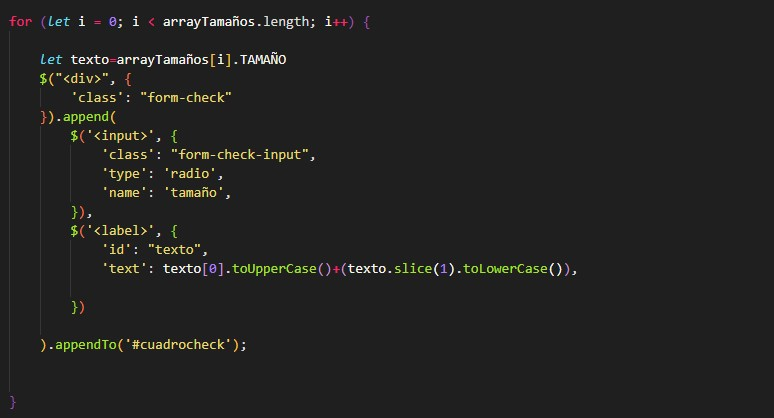 for (let i = 0; i < arrayTamaños.length; i++) {
let texto=arrayTamaños[i].TAMAÑO
$("<div>", {
'class': "form-check"
}).append(
$('<input>', {
'class': "form-check-input",
'type': 'radio',
'name': 'tamaño',
}),
$('<label>', {
'id': "texto",
'text': texto[0].toUpperCase()+(texto.slice(1).toLowerCase()),
})
).appendTo('#cuadrocheck');
}